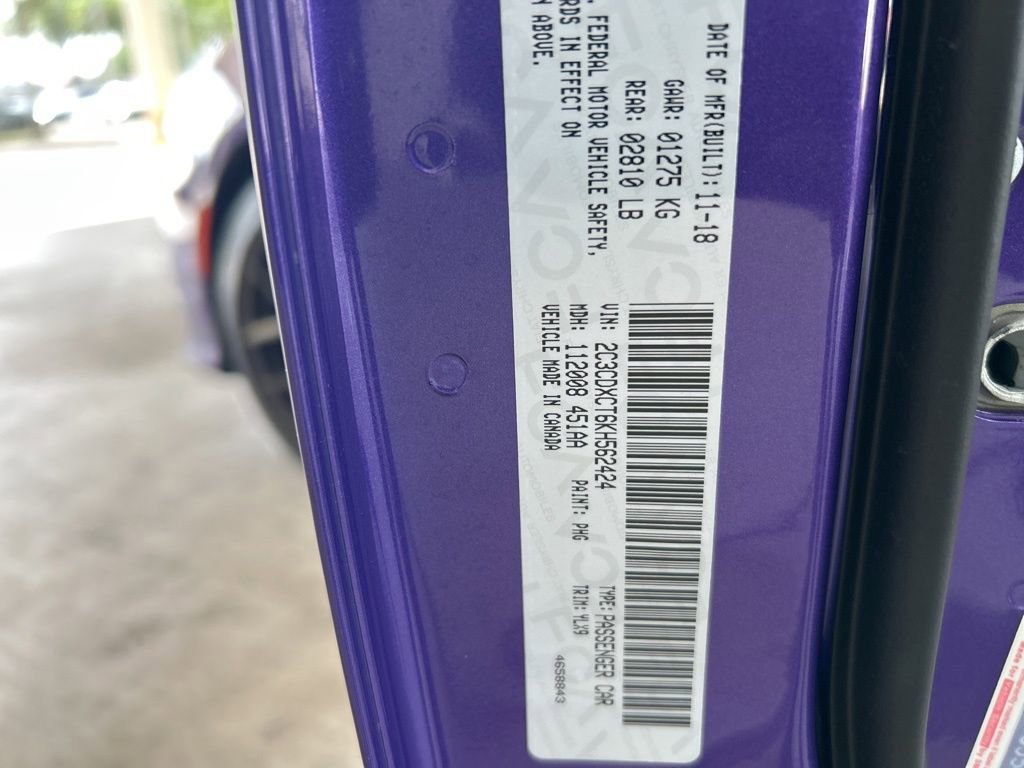 DATE OF MFR(BUILT):11-18
GAWR: 01275 KG
REAR: 02810 LB
FEDERAL MOTOR VEHICLE SAFETY,
RDS IN EFFECT ON
Y ABOVE.
VIN: 2C3CDXCT6KH562424 TYPE:PASSENGER CAR
MDH: 112008 451AA PAINT: PHG TRIM:YLX9
VEHICLE MADE IN CANADA
4658843